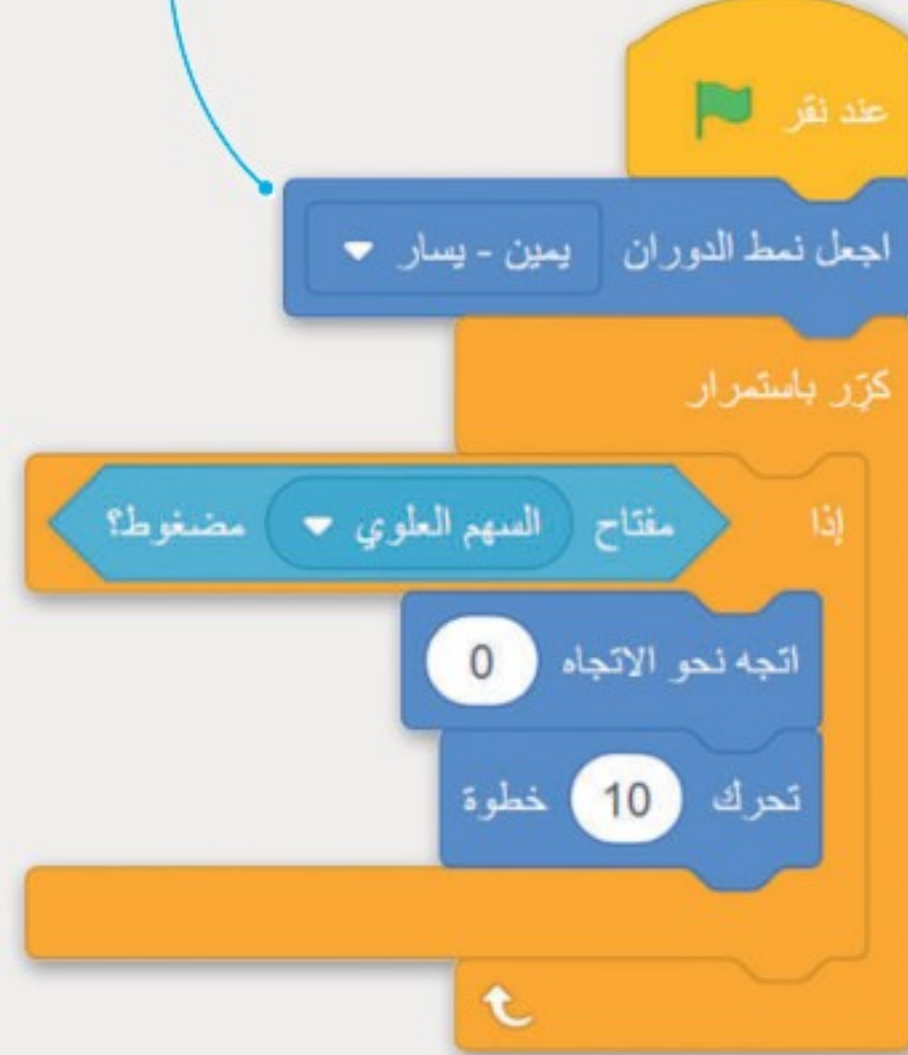 عند نقر
اجعل نمط الدوران يمين - يسار
كرّر باستمرار
إذا مفتاح السهم العلوي مضغوط؟
اتجه نحو الاتجاه 0
تحرك 10 خطوة